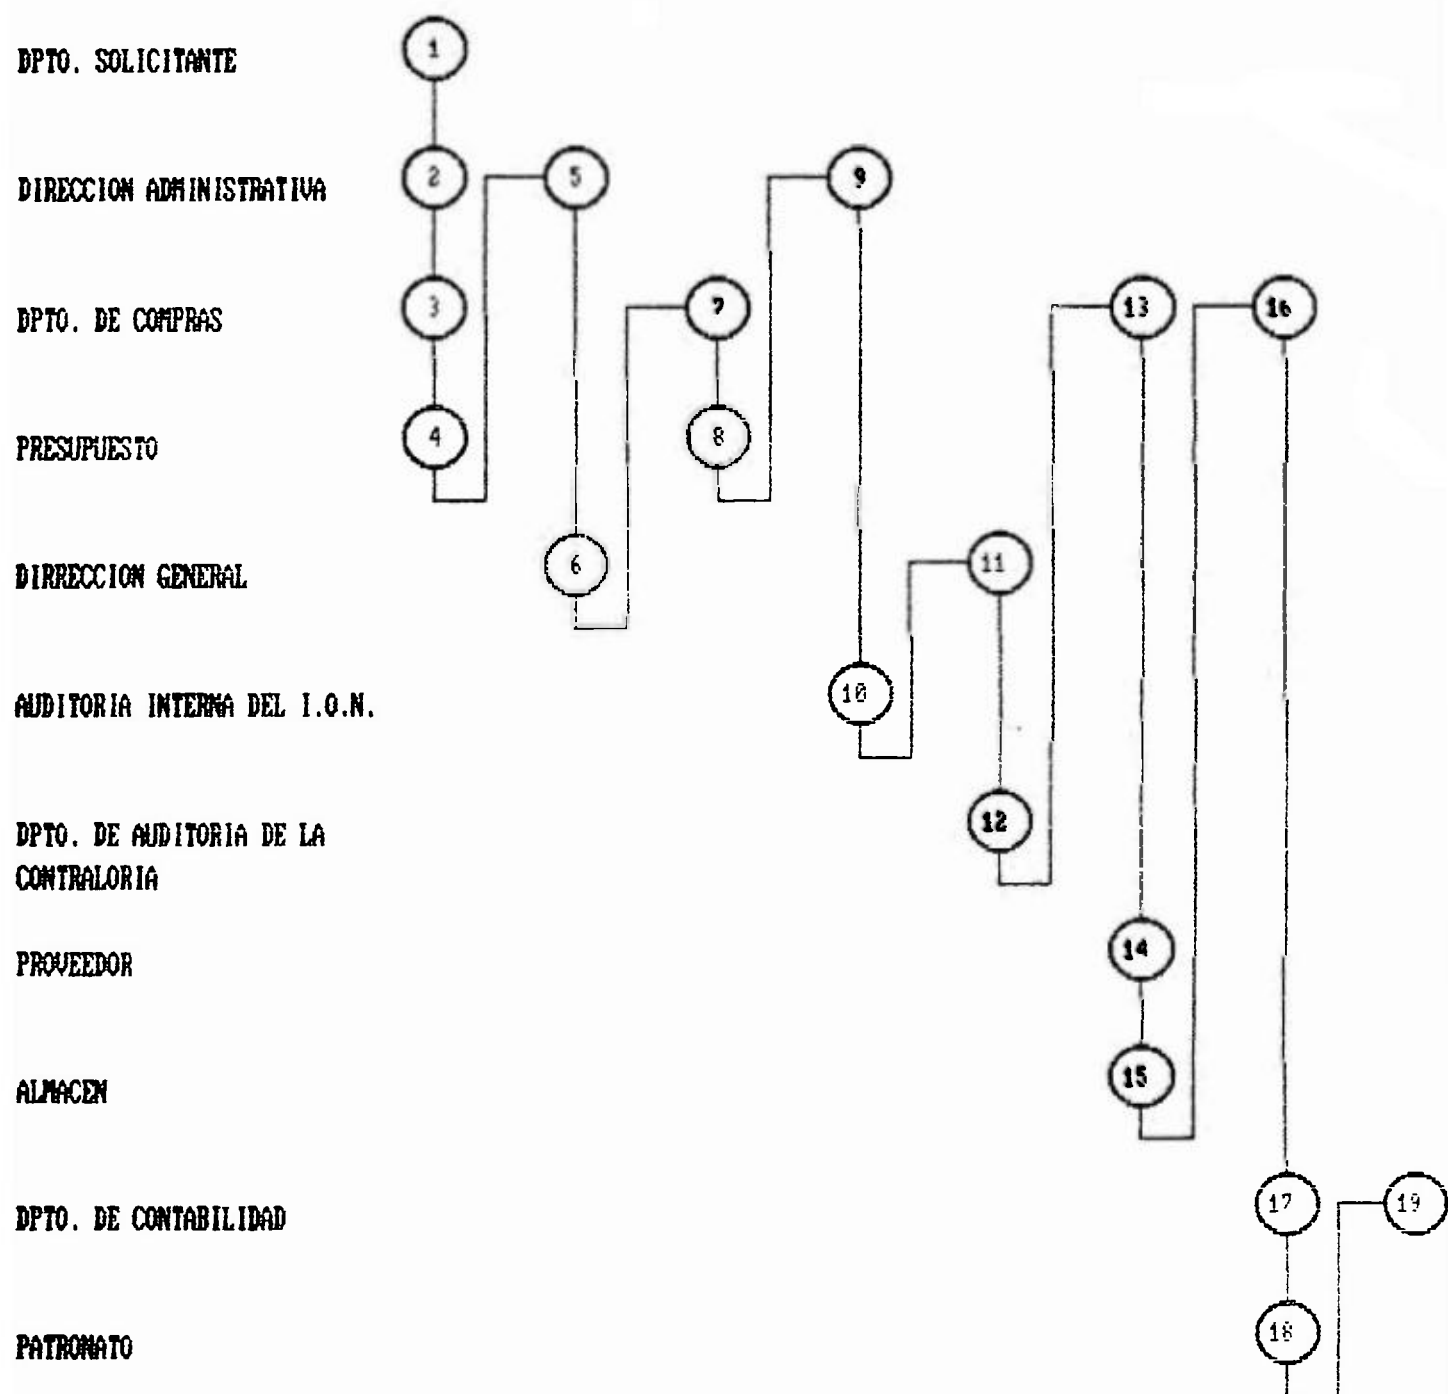 DPTO. SOLICITANTE 1
DIRECCION ADMINISTRATIVA 2 5 9
DPTO. DE COMPRAS 3 7 13 16
PRESUPUESTO 4 8
DIRRECCION GENERAL 6 11
AUDITORIA INTERNA DEL I.O.N. 10
DPTO. DE AUDITORIA DE LA 12
CONTRALORIA
PROVEEDOR 14
ALMACEN 15
DPTO. DE CONTABILIDAD 17 19
PATRONATO 18